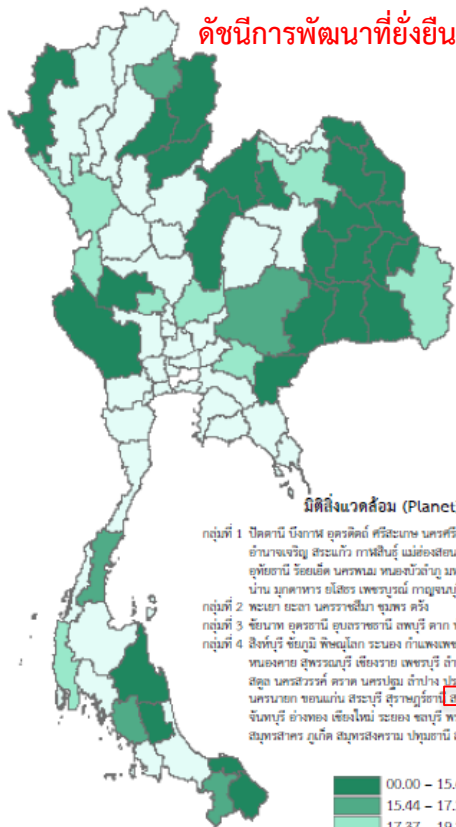 ดัชนีการพัฒนาที่ยั่งยืน
มิติสิ่งแวดล้อม (Planet
กลุ่มที่ 1 ปัตตานี บึงกาฬ อุตรดิตถ์ ศรีสะเกษ นครศรี
อำนาจเจริญ สระแก้ว กาฬสินธุ์ แม่ฮ่องสอน
อุทัยธานี ร้อยเอ็ด นครพนม หนองบัวลำภู
น่าน มุกดาหาร ยโสธร เพชรบูรณ์ กาญจนบุ
กลุ่มที่ 2 พะเยา ยะลา นครราชสีมา ชุมพร ตรัง
กลุ่มที่ 3 ชัยนาท อุดรธานี อุบลราชธานี ลพบุรี ตาก
กลุ่มที่ 4 สิงห์บุรี ชัยภูมิ พิษณุโลก ระนอง กำแพงเพช
หนองคาย สุพรรณบุรี เชียงราย เพชรบุรี
สตูล นครสวรรค์ ตราด นครปฐม ลำปาง
นครนายก ขอนแก่น สระบุรี สุราษฎร์ธานี
จันทบุรี อ่างทอง เชียงใหม่ ระยอง ชลบุรี
สมุทรสาคร ภูเก็ต สมุทรสงคราม ปทุมธานี
00.00 – 15.
15.44 – 17.
17.37 – 19.